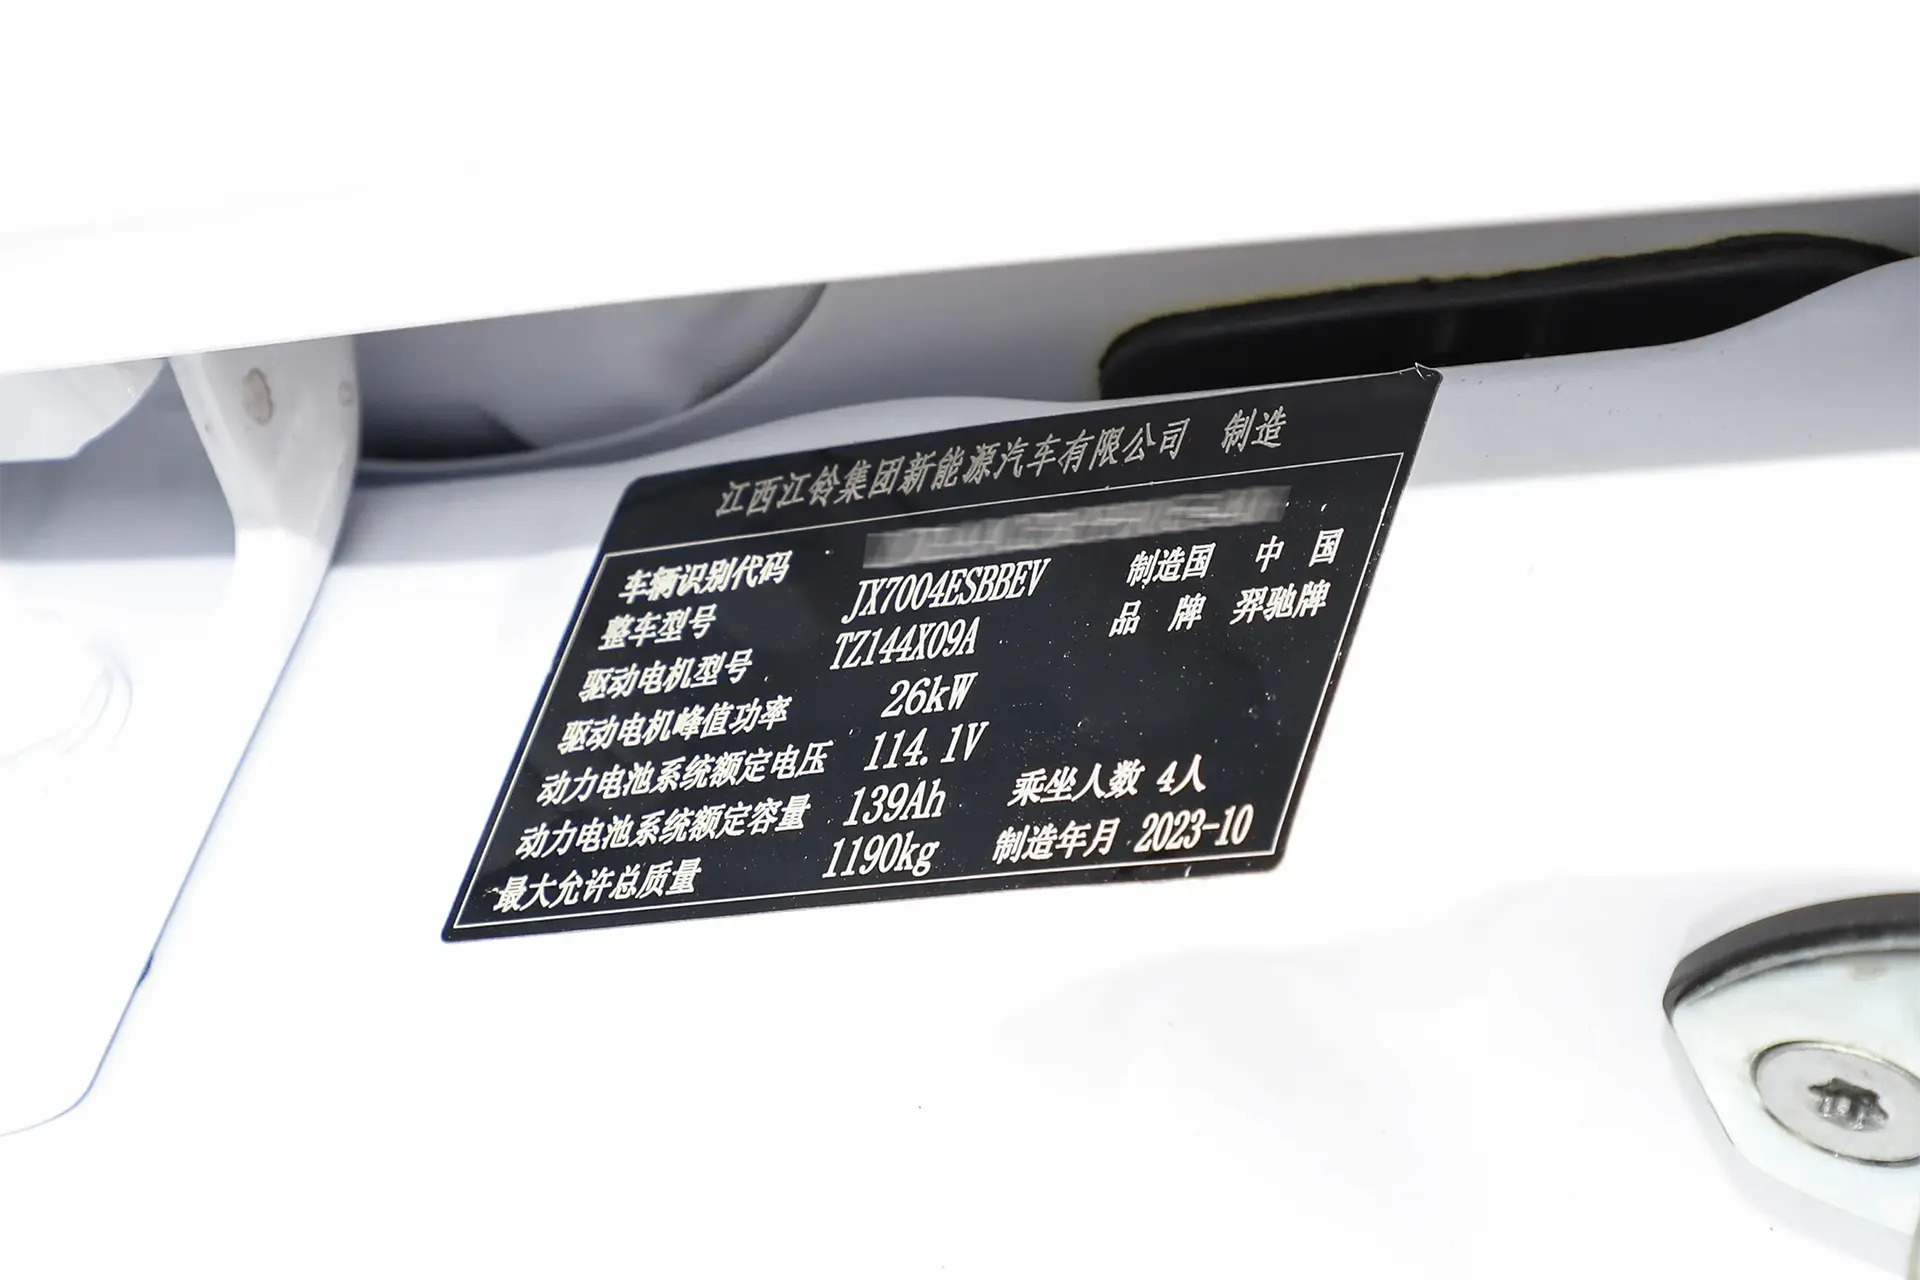 江西江铃集团新能源汽车有限公司 制造
车辆识别代码
制造国 中国
整车型号 JX7004ESBBEV
品牌 羿驰牌
驱动电机型号 TZ144X09A
驱动电机峰值功率 26kW
动力电池系统额定电压 114.1V
动力电池系统额定容量 139Ah
乘坐人数 4人
最大允许总质量 1190kg
制造年月 2023-10